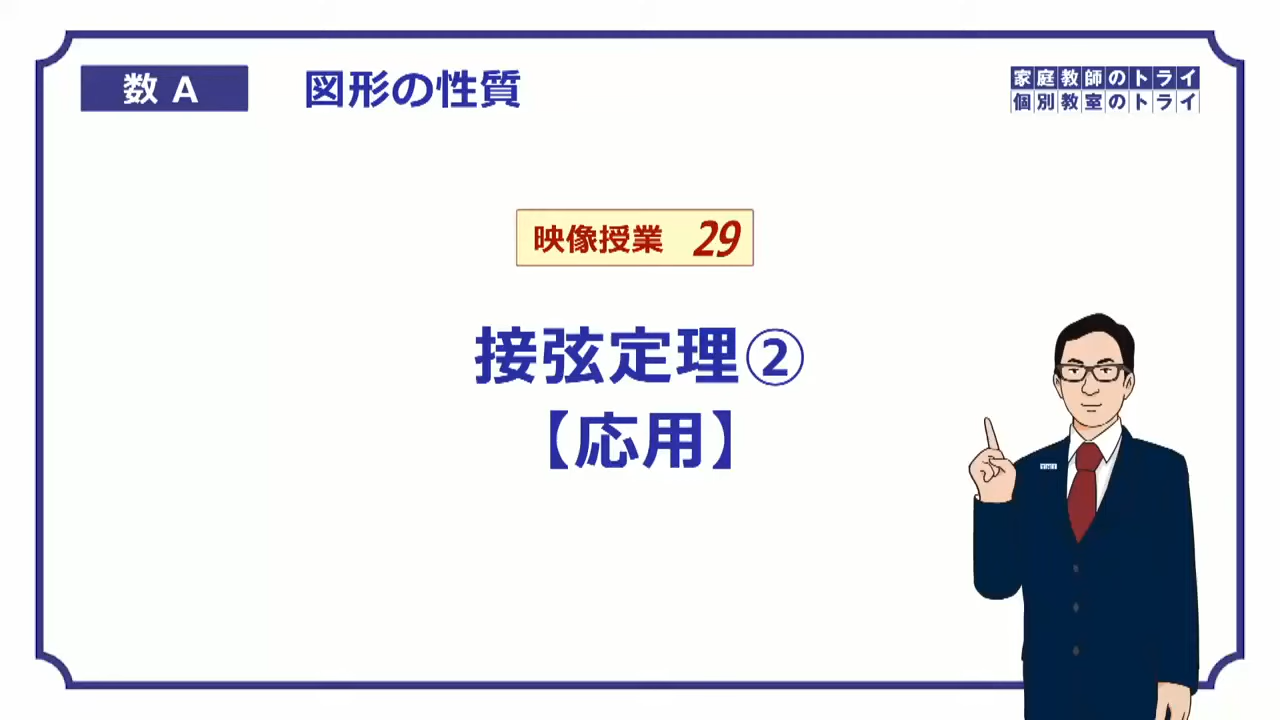 数 A
図形の性質
家庭教師のトライ
個別教室のトライ
映像授業 29
接弦定理②
【応用】